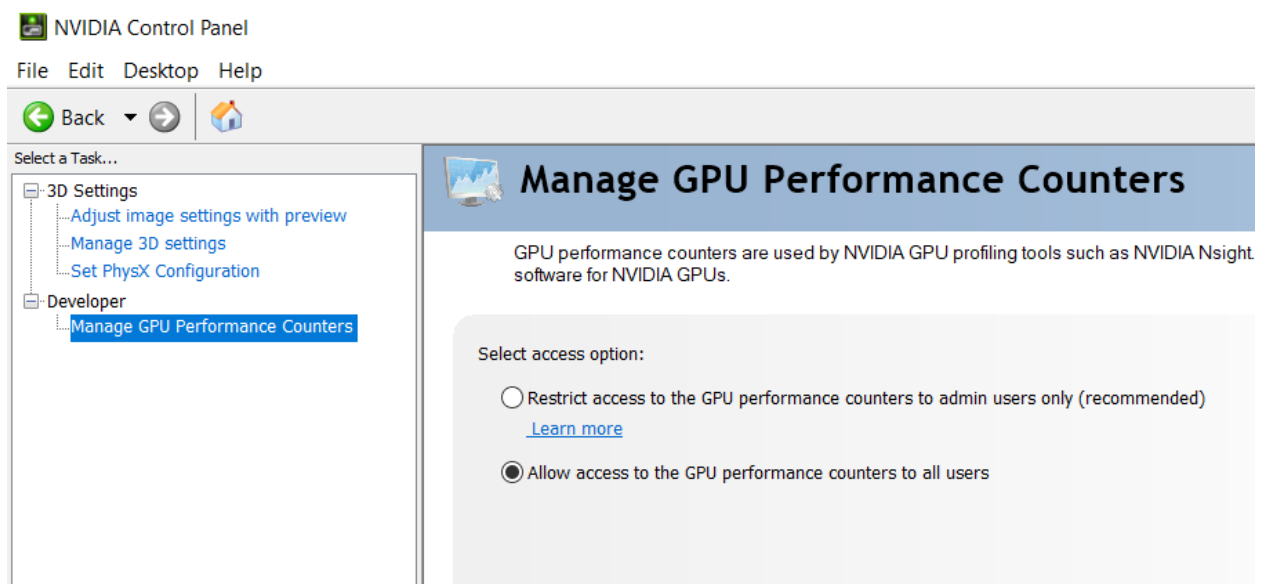 NVIDIA Control Panel
File Edit Desktop Help
Back
Select a Task...
3D Settings
Adjust image settings with preview
Manage 3D settings
Set PhysX Configuration
Developer
Manage GPU Performance Counters
Manage GPU Performance Counters
GPU performance counters are used by NVIDIA GPU profiling tools such as NVIDIA Nsight.
software for NVIDIA GPUs.
Select access option:
Restrict access to the GPU performance counters to admin users only (recommended)
Learn more
Allow access to the GPU performance counters to all users